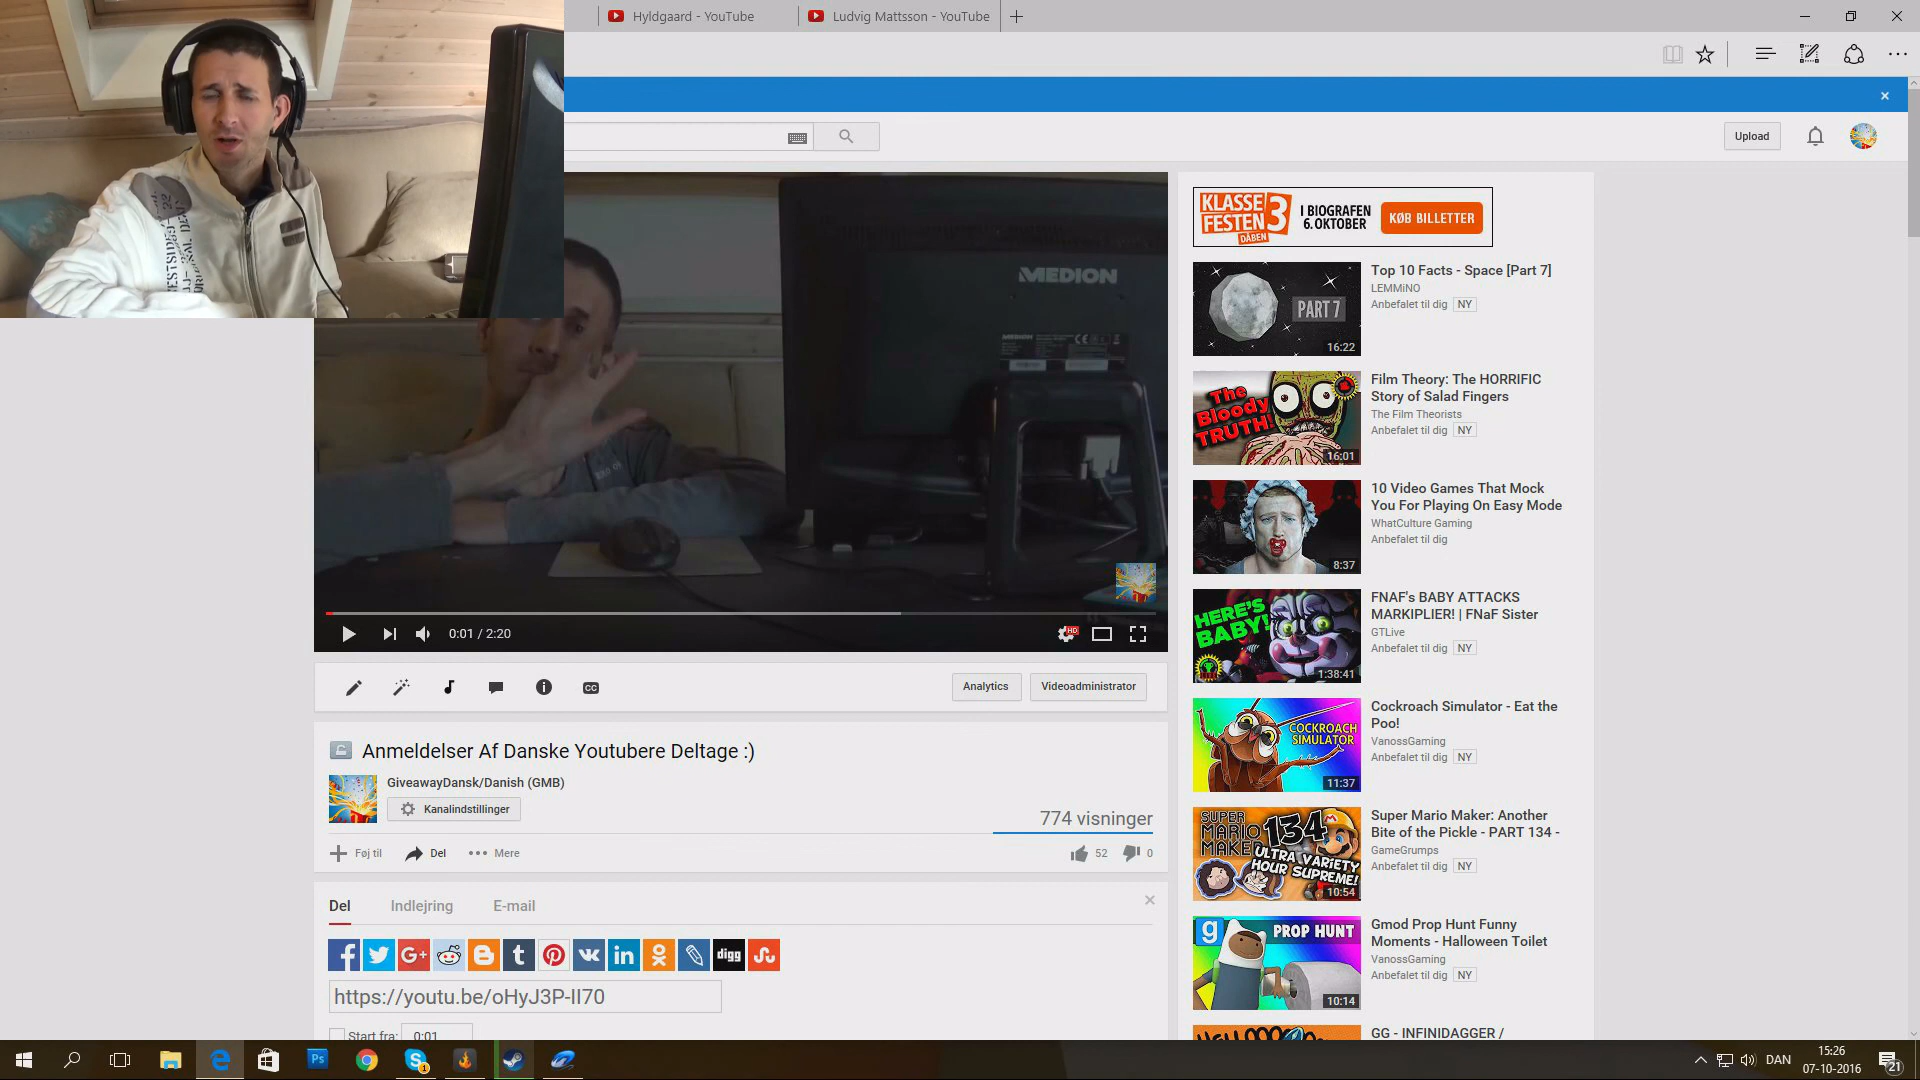 Hyldgaard - YouTube
Ludvig Mattsson - YouTube
Upload
MEDION
0:01 / 2:20
HD
Analytics
Videoadministrator
Anmeldelser Af Danske Youtubere Deltage :)
GiveawayDansk/Danish (GMB)
Kanalindstillinger
774 visninger
Føj til
Del
Mere
52
0
Del
Indlejring
E-mail
digg
https://youtu.be/oHyJ3P-II70
Start fra:
0:01
KLASSE
FESTEN 3
DÅBEN
I BIOGRAFEN
6.OKTOBER
KØB BILLETTER
PART 7
16:22
Top 10 Facts - Space [Part 7]
LEMMiNO
Anbefalet til dig NY
The
Bloody
TRUTH!
16:01
Film Theory: The HORRIFIC
Story of Salad Fingers
The Film Theorists
Anbefalet til dig NY
8:37
10 Video Games That Mock
You For Playing On Easy Mode
WhatCulture Gaming
Anbefalet til dig
HERE'S
BABY!
1:38:41
FNAF's BABY ATTACKS
MARKIPLIER! | FNaF Sister
GTLive
Anbefalet til dig NY
COCKROACH
SIMULATOR
11:37
Cockroach Simulator - Eat the
Poo!
VanossGaming
Anbefalet til dig NY
SUPER
MARIO
MAKER
134
ULTRA VARIETY
HOUR SUPREME!
10:54
Super Mario Maker: Another
Bite of the Pickle - PART 134 -
GameGrumps
Anbefalet til dig NY
PROP HUNT
10:14
Gmod Prop Hunt Funny
Moments - Halloween Toilet
VanossGaming
Anbefalet til dig NY
GG - INFINIDAGGER /
DAN
15:26
07-10-2016
21